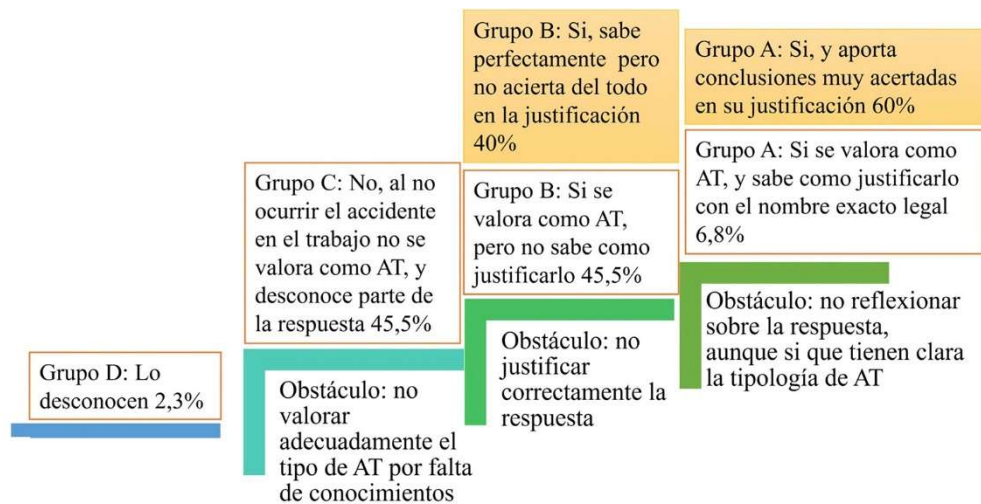 Grupo D: Lo
desconocen 2,3%
Grupo C: No, al no
ocurrir el accidente
en el trabajo no se
valora como AT, y
desconoce parte de
la respuesta 45,5%
Obstáculo: no
valorar
adecuadamente el
tipo de AT por falta
de conocimientos
Grupo B: Si, sabe
perfectamente pero
no acierta del todo
en la justificación
40%
Grupo B: Si se
valora como AT,
pero no sabe como
justificarlo 45,5%
Obstáculo: no
justificar
correctamente la
respuesta
Grupo A: Si, y aporta
conclusiones muy acertadas
en su justificación 60%
Grupo A: Si se valora como
AT, y sabe como justificarlo
con el nombre exacto legal
6,8%
Obstáculo: no reflexionar
sobre la respuesta,
aunque si que tienen clara
la tipología de AT